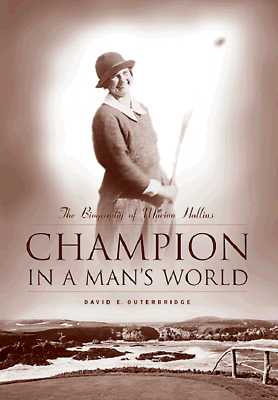 The Biography of Marion Hollins
CHAMPION
IN A MAN'S WORLD
DAVID E. OUTERBRIDGE